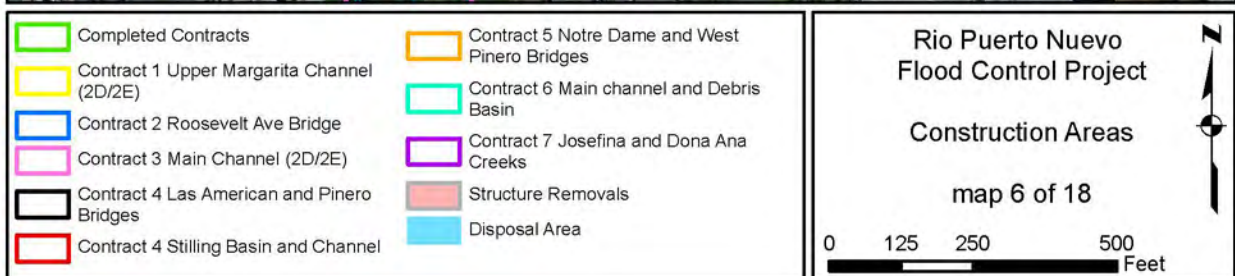 Completed Contracts
Contract 1 Upper Margarita Channel
(2D/2E)
Contract 2 Roosevelt Ave Bridge
Contract 3 Main Channel (2D/2E)
Contract 4 Las American and Pinero
Bridges
Contract 4 Stilling Basin and Channel
Contract 5 Notre Dame and West
Pinero Bridges
Contract 6 Main channel and Debris
Basin
Contract 7 Josefina and Dona Ana
Creeks
Structure Removals
Disposal Area
Rio Puerto Nuevo
Flood Control Project
Construction Areas
map 6 of 18
N
0 125 250 500
Feet